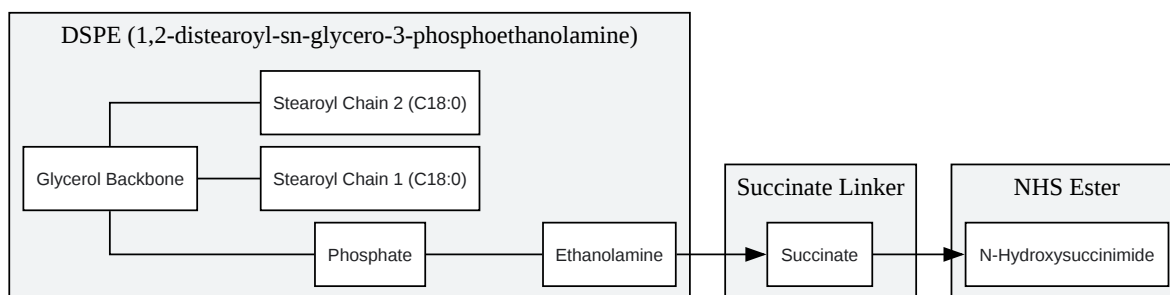 DSPE (1,2-distearoyl-sn-glycero-3-phosphoethanolamine)
Stearoyl Chain 2 (C18:0)
Glycerol Backbone
Stearoyl Chain 1 (C18:0)
Phosphate
Ethanolamine
Succinate Linker
Succinate
NHS Ester
N-Hydroxysuccinimide